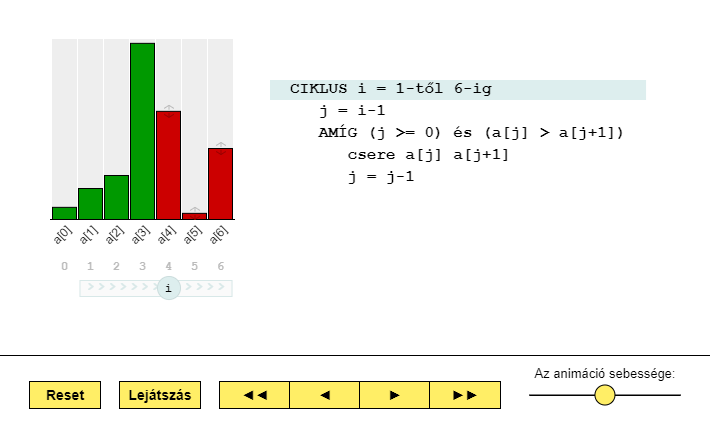 CIKLUS i = 1-től 6-ig
j = i-1
AMÍG (j >= 0) és (a[j] > a[j+1])
csere a[j] a[j+1]
j = j-1
a[0] a[1] a[2] a[3] a[4] a[5] a[6]
0 1 2 3 4 5 6
i
Az animáció sebessége:
Reset Lejátszás